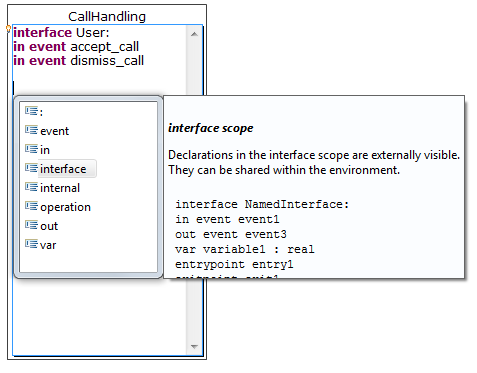 CallHandling
interface User:
in event accept_call
in event dismiss_call
:
event
in
interface
internal
operation
out
var
interface scope
Declarations in the interface scope are externally visible.
They can be shared within the environment.
interface NamedInterface:
in event event1
out event event3
var variable1 : real
entrypoint entry1